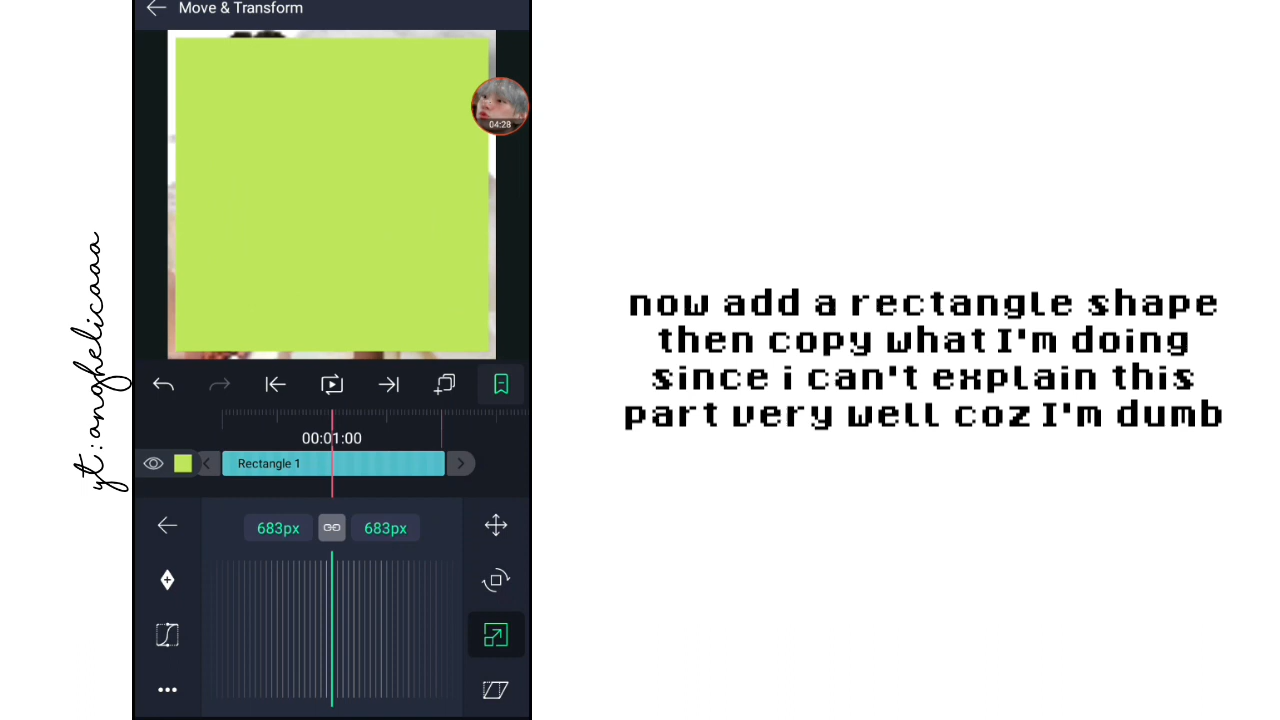 Move & Transform
04:28
00:01:00
Rectangle 1
683px
683px
yt: anghelicaaa
now add a rectangle shape
then copy what I'm doing
since i can't explain this
part very well coz I'm dumb